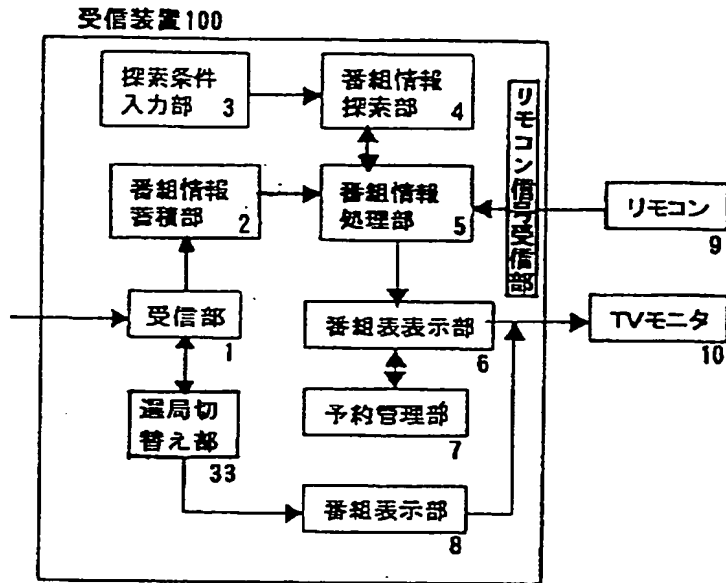 受信装置100
探索条件
入力部
3
番組情報
探索部
4
リモコン信号受信部
番組情報
蓄積部
2
番組情報
処理部
5
リモコン
9
受信部
1
番組表表示部
6
TVモニタ
10
選局切
替え部
33
予約管理部
7
番組表示部
8